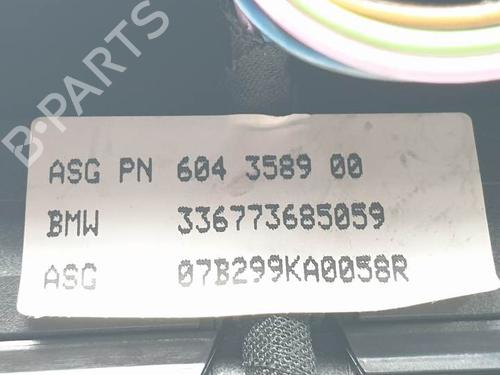 B-PARTS
ASG PN 604 3589 00
BMW 336773685059
ASG 07B299KA0058R